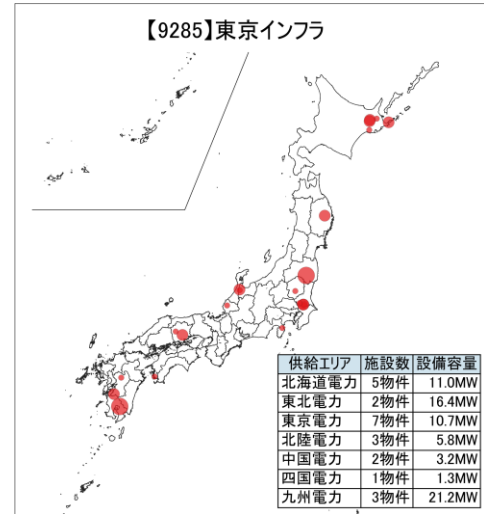 【9285】東京インフラ
供給エリア 施設数 設備容量
北海道電力 5物件 11.0MW
東北電力 2物件 16.4MW
東京電力 7物件 10.7MW
北陸電力 3物件 5.8MW
中国電力 2物件 3.2MW
四国電力 1物件 1.3MW
九州電力 3物件 21.2MW